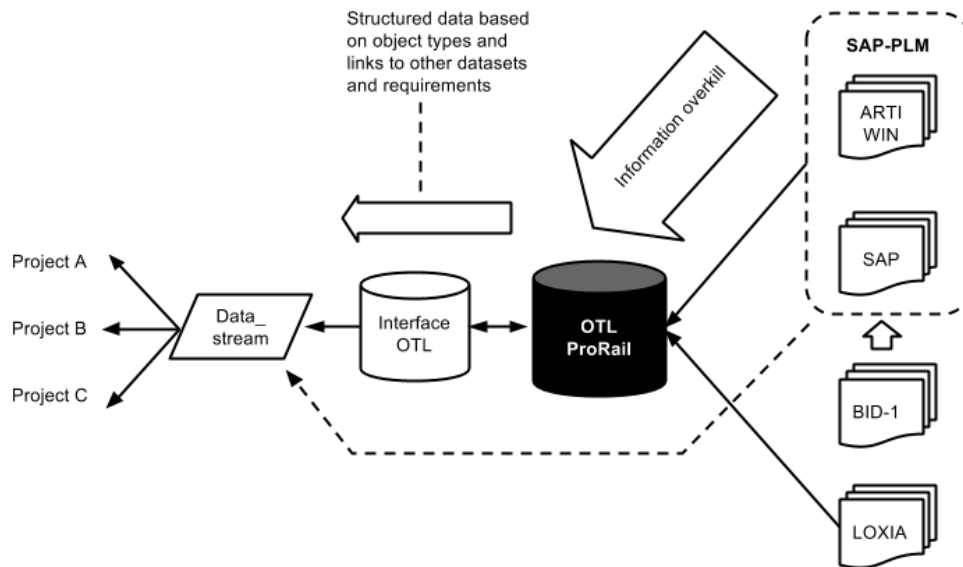 Structured data based
on object types and
links to other datasets
and requirements
Information overkill
SAP-PLM
ARTI
WIN
SAP
Project A
Project B
Project C
Data_
stream
Interface
OTL
OTL
ProRail
BID-1
LOXIA